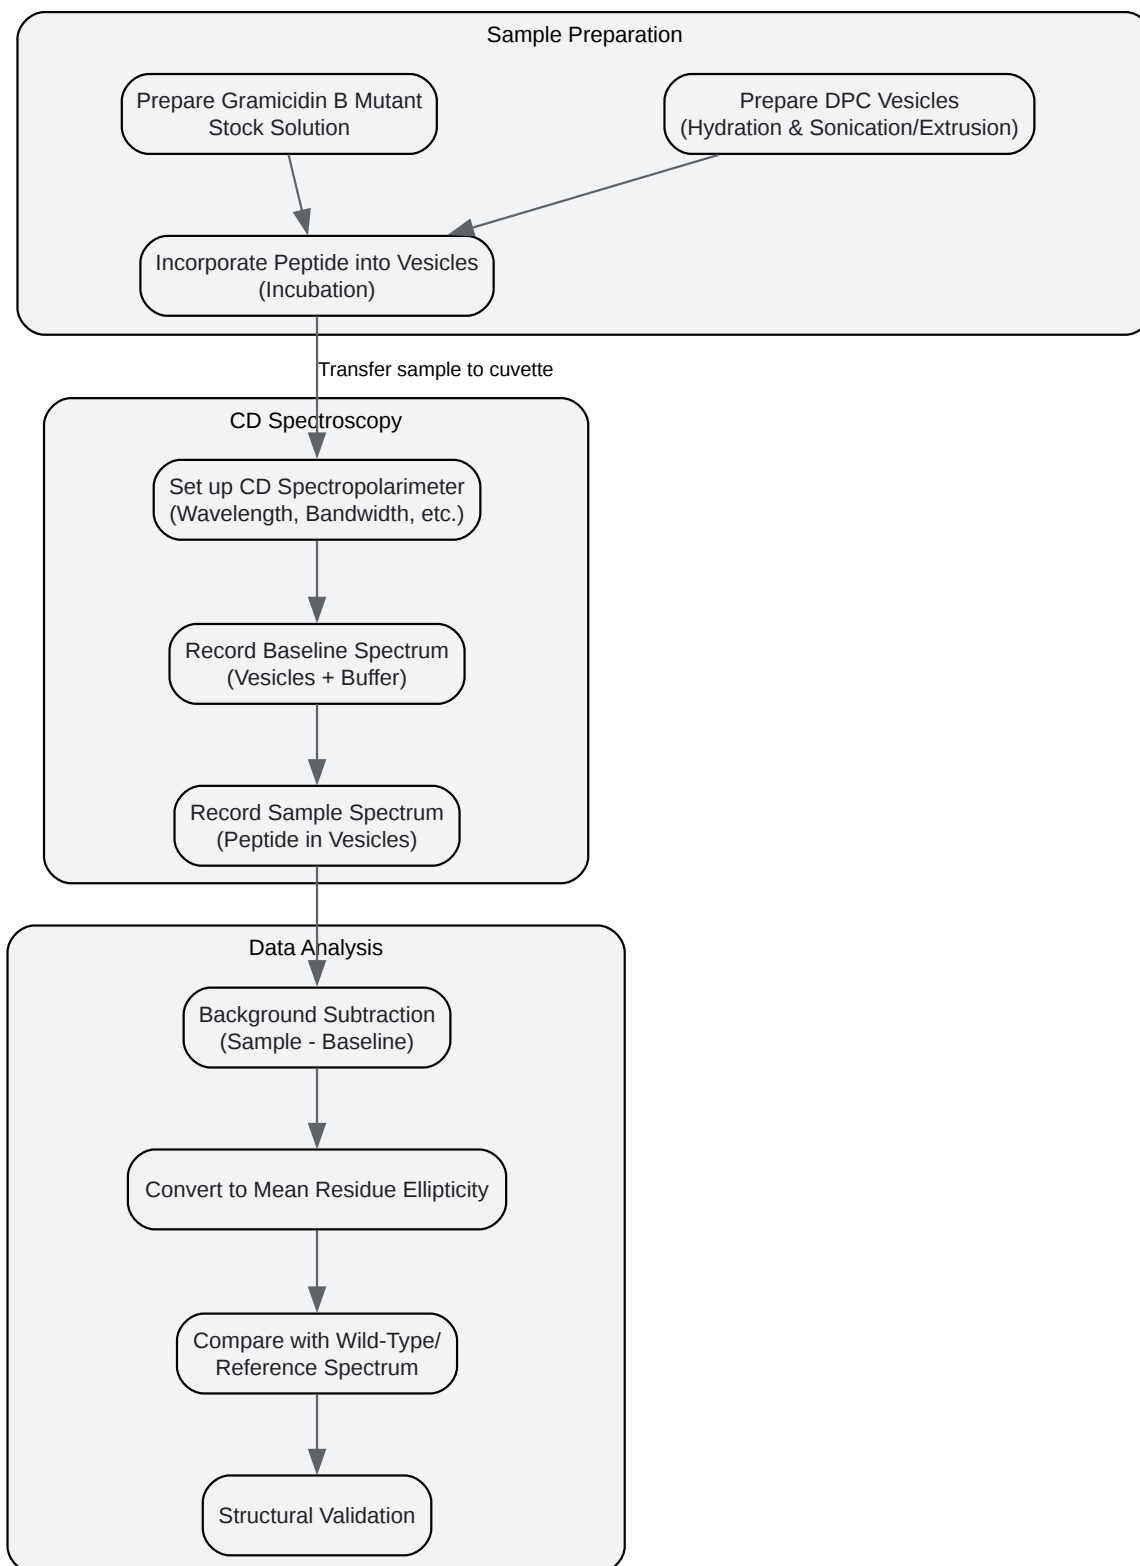 Sample Preparation
Prepare Gramicidin B Mutant
Stock Solution
Prepare DPC Vesicles
(Hydration & Sonication/Extrusion)
Incorporate Peptide into Vesicles
(Incubation)
Transfer sample to cuvette
CD Spectroscopy
Set up CD Spectropolarimeter
(Wavelength, Bandwidth, etc.)
Record Baseline Spectrum
(Vesicles + Buffer)
Record Sample Spectrum
(Peptide in Vesicles)
Data Analysis
Background Subtraction
(Sample - Baseline)
Convert to Mean Residue Ellipticity
Compare with Wild-Type/
Reference Spectrum
Structural Validation